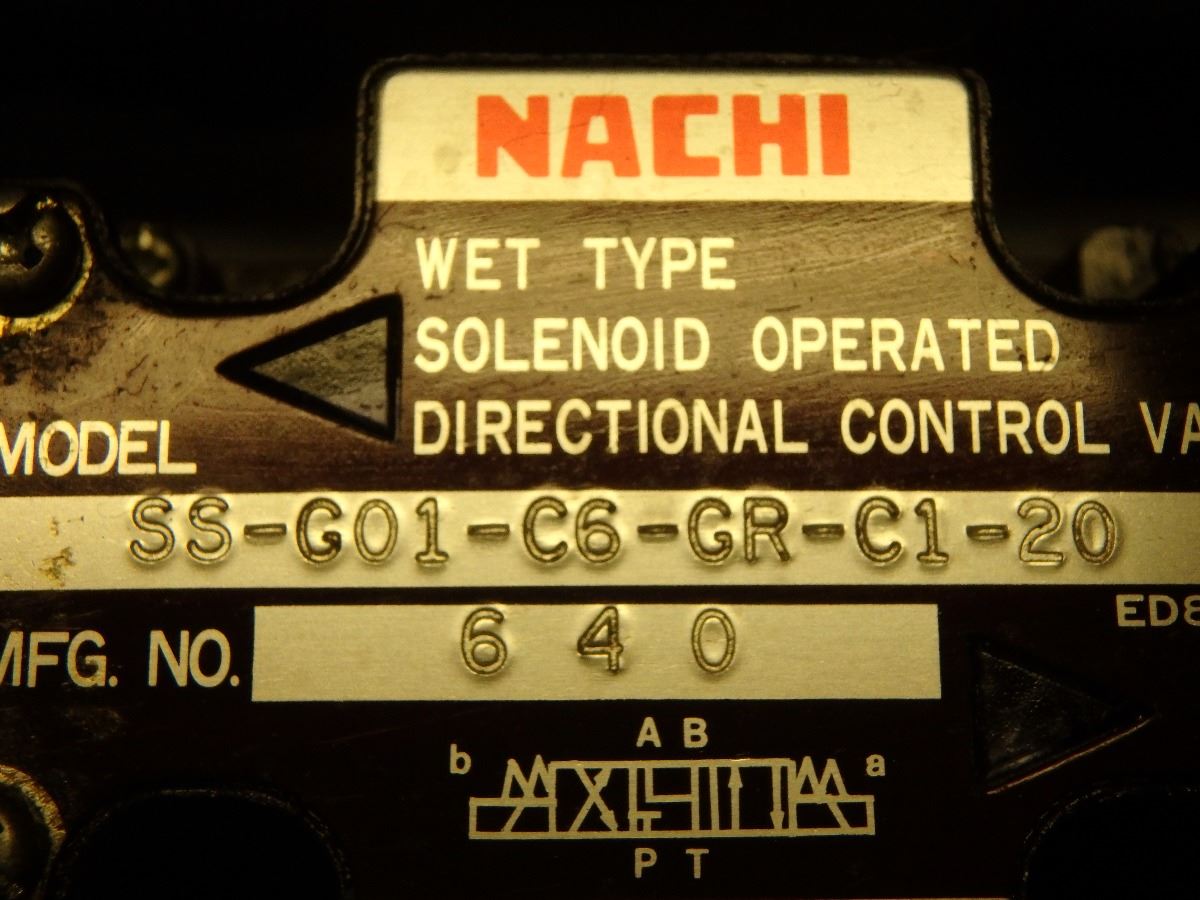 NACHI
WET TYPE
SOLENOID OPERATED
DIRECTIONAL CONTROL VA
MODEL
SS-G01-C6-GR-C1-20
ED8
MFG. NO. 6 4 0
A B
b a
P T